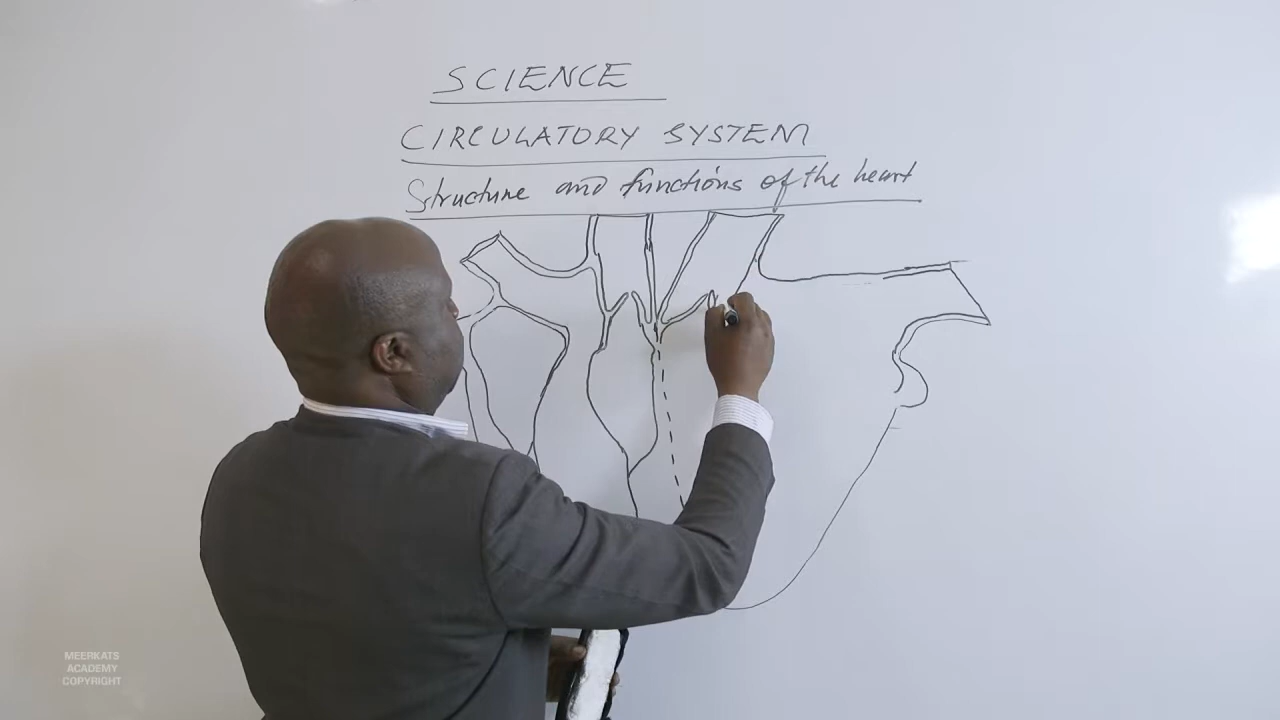 SCIENCE
CIRCULATORY SYSTEM
Structure and functions of the heart
MEERKATS
ACADEMY
COPYRIGHT